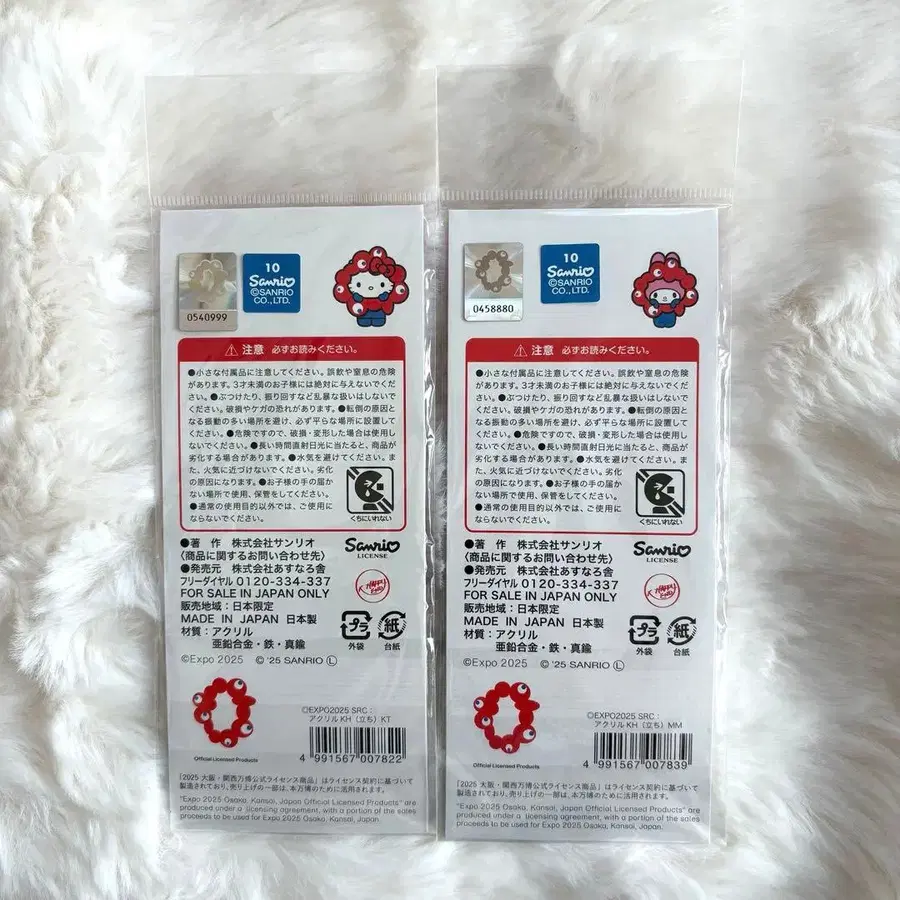 10
Sanrio
©SANRIO
CO.,LTD.
0540999
⚠ 注意 必ずお読みください。
●小さな付属品に注意してください。誤飲や窒息の危険
があります。3才未満のお子様には絶対に与えないでくだ
さい。●ぶつけたり、振り回すなど乱暴な扱いはしないで
ください。破損やケガの恐れがあります。●転倒の原因と
なる振動の多い場所を避け、必ず平らな場所に設置して
ください。●危険ですので、破損・変形した場合は使用し
ないでください。●長い時間直射日光に当たると、商品が
劣化する場合があります。●水気を避けてください。ま
た、火気に近づけないでください。劣化
の原因になります。●お子様の手の届か
ない場所で使用、保管をしてください。
●通常の使用目的以外では、ご使用に
ならないでください。
くちにいれない
●著 作 株式会社サンリオ
〈商品に関するお問い合わせ先〉
●発売元 株式会社あすなろ舎
フリーダイヤル 0120-334-337
FOR SALE IN JAPAN ONLY
販売地域:日本限定
MADE IN JAPAN 日本製
材質:アクリル
亜鉛合金・鉄・真鍮
Sanrio
LICENSE
プラ
外袋
紙
台紙
©Expo 2025 © '25 SANRIO Ⓛ
Official Licensed Products
©EXPO2025 SRC:
アクリルKH(立ち)KT
4 991567 007822
「2025 大阪・関西万博公式ライセンス商品」はライセンス契約に基づいて
製造されており、売り上げの一部は、本万博のために活用されます。
"Expo 2025 Osaka, Kansai, Japan Official Licensed Products" are
produced under a licensing agreement, with a portion of the sales
proceeds to be used for Expo 2025 Osaka, Kansai, Japan.
10
Sanrio
©SANRIO
CO.,LTD.
0458880
⚠ 注意 必ずお読みください。
●小さな付属品に注意してください。誤飲や窒息の危険
があります。3才未満のお子様には絶対に与えないでくだ
さい。●ぶつけたり、振り回すなど乱暴な扱いはしないで
ください。破損やケガの恐れがあります。●転倒の原因と
なる振動の多い場所を避け、必ず平らな場所に設置して
ください。●危険ですので、破損・変形した場合は使用し
ないでください。●長い時間直射日光に当たると、商品が
劣化する場合があります。●水気を避けてください。ま
た、火気に近づけないでください。劣化
の原因になります。●お子様の手の届か
ない場所で使用、保管をしてください。
●通常の使用目的以外では、ご使用に
ならないでください。
くちにいれない
●著 作 株式会社サンリオ
〈商品に関するお問い合わせ先〉
●発売元 株式会社あすなろ舎
フリーダイヤル 0120-334-337
FOR SALE IN JAPAN ONLY
販売地域:日本限定
MADE IN JAPAN 日本製
材質:アクリル
亜鉛合金・鉄・真鍮
Sanrio
LICENSE
プラ
外袋
紙
台紙
©Expo 2025 © '25 SANRIO Ⓛ
Official Licensed Products
©EXPO2025 SRC:
アクリルKH(立ち)MM
4 991567 007839
「2025 大阪・関西万博公式ライセンス商品」はライセンス契約に基づいて
製造されており、売り上げの一部は、本万博のために活用されます。
"Expo 2025 Osaka, Kansai, Japan Official Licensed Products" are
produced under a licensing agreement, with a portion of the sales
proceeds to be used for Expo 2025 Osaka, Kansai, Japan.